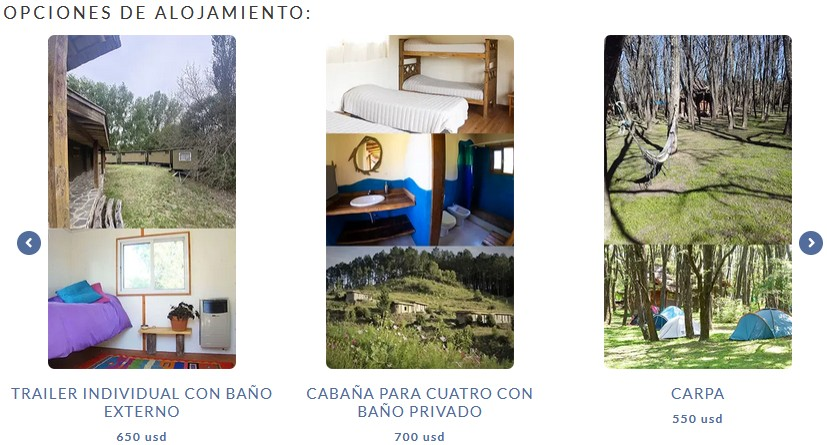 OPCIONES DE ALOJAMIENTO:
TRAILER INDIVIDUAL CON BAÑO
EXTERNO
650 usd
CABAÑA PARA CUATRO CON
BAÑO PRIVADO
700 usd
CARPA
550 usd